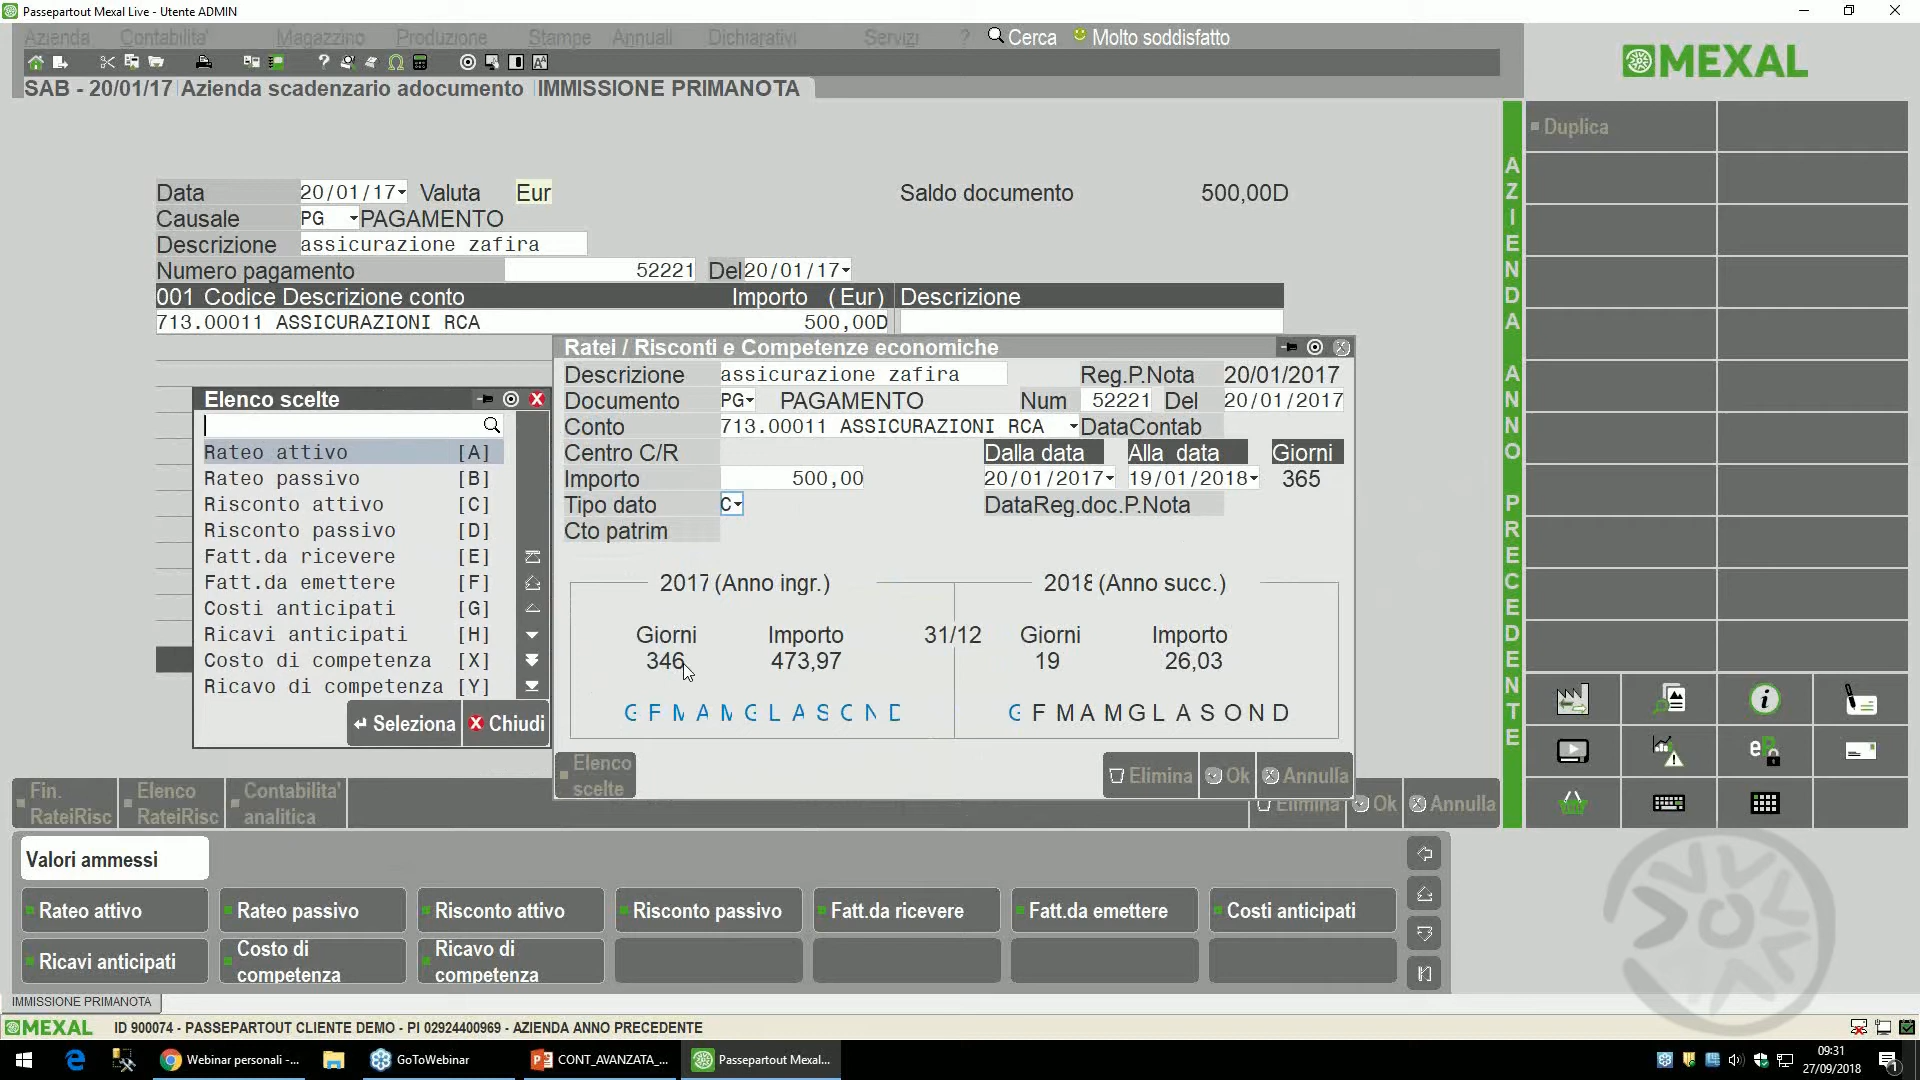 Passepartout Mexal Live - Utente ADMIN
Azienda Contabilita' Magazzino Produzione Stampe Annuali Dichiarativi Servizi ? Cerca Molto soddisfatto
MEXAL
SAB - 20/01/17 Azienda scadenzario adocumento IMMISSIONE PRIMANOTA
Duplica
Data 20/01/17 Valuta Eur Saldo documento 500,00D
Causale PG PAGAMENTO
Descrizione assicurazione zafira
Numero pagamento 52221 Del 20/01/17
001 Codice Descrizione conto Importo (Eur) Descrizione
713.00011 ASSICURAZIONI RCA 500,00D
Ratei / Risconti e Competenze economiche
Descrizione assicurazione zafira Reg.P.Nota 20/01/2017
Documento PG PAGAMENTO Num 52221 Del 20/01/2017
Conto 713.00011 ASSICURAZIONI RCA DataContab
Centro C/R Dalla data Alla data Giorni
Importo 500,00 20/01/2017 19/01/2018 365
Tipo dato C DataReg.doc.P.Nota
Cto patrim
2017 (Anno ingr.) 2018 (Anno succ.)
Giorni Importo 31/12 Giorni Importo
346 473,97 19 26,03
G F M A M G L A S O N D G F M A M G L A S O N D
Elenco scelte
Elimina Ok Annulla
Elenco scelte
Rateo attivo [A]
Rateo passivo [B]
Risconto attivo [C]
Risconto passivo [D]
Fatt.da ricevere [E]
Fatt.da emettere [F]
Costi anticipati [G]
Ricavi anticipati [H]
Costo di competenza [X]
Ricavo di competenza [Y]
Seleziona Chiudi
AZIENDA ANNO PRECEDENTE
Fin. RateiRisc
Elenco RateiRisc
Contabilita' analitica
Elimina Ok Annulla
Valori ammessi
Rateo attivo Rateo passivo Risconto attivo Risconto passivo Fatt.da ricevere Fatt.da emettere Costi anticipati
Ricavi anticipati Costo di competenza Ricavo di competenza
IMMISSIONE PRIMANOTA
MEXAL ID 900074 - PASSEPARTOUT CLIENTE DEMO - PI 02924400969 - AZIENDA ANNO PRECEDENTE
Webinar personali -... GoToWebinar CONT_AVANZATA_... Passepartout Mexal...
09:31
27/09/2018
1